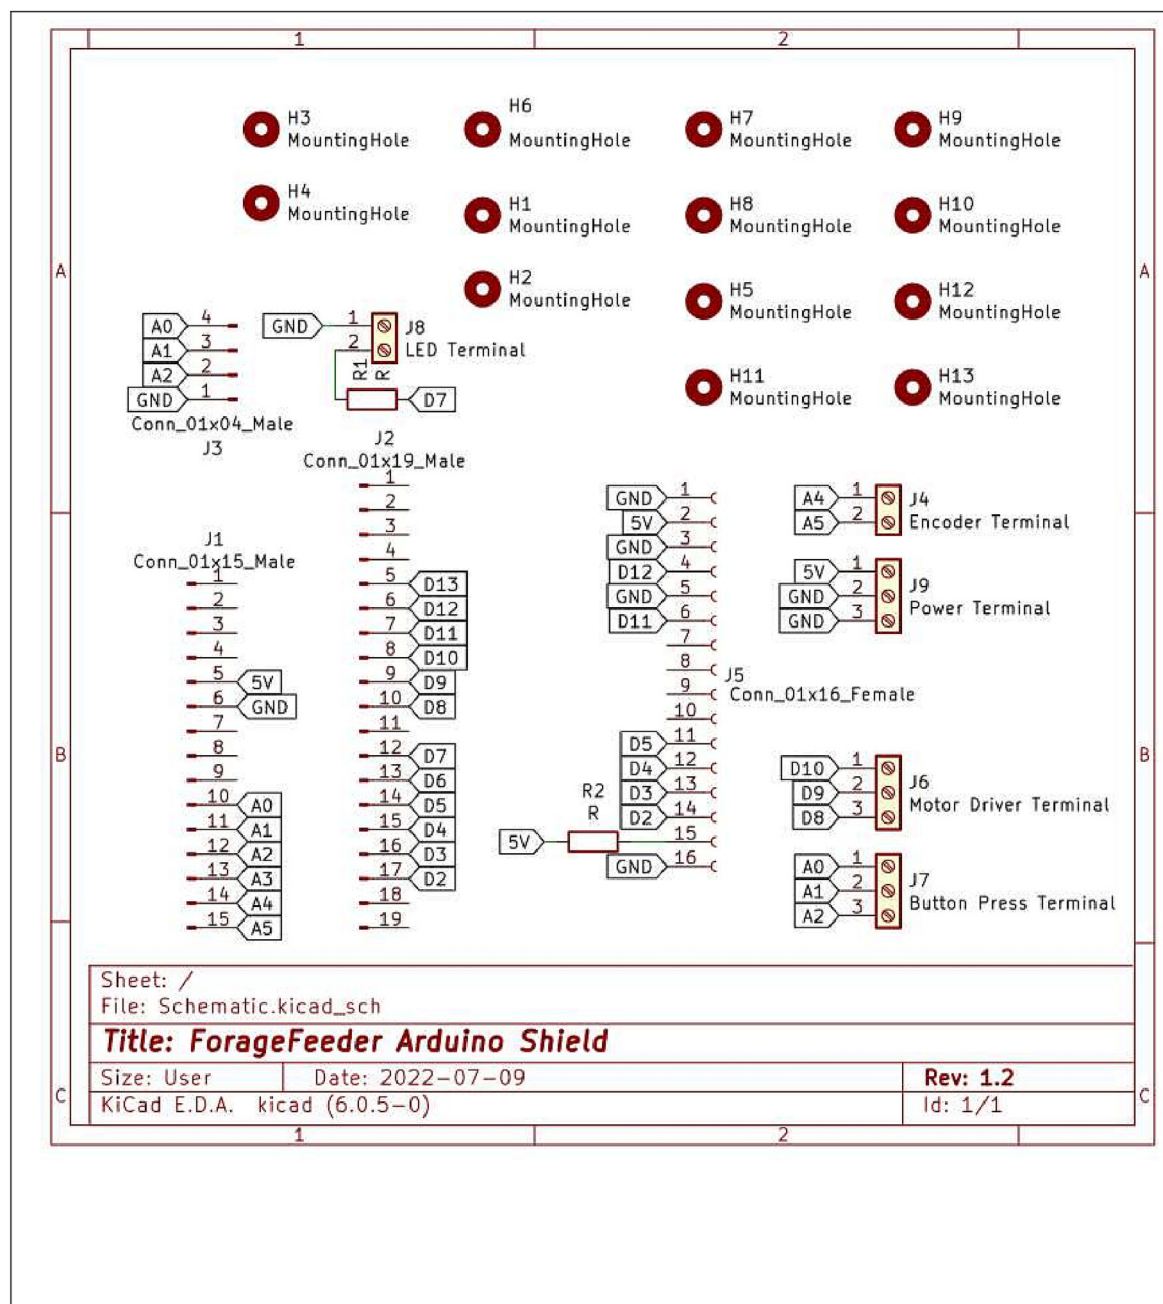 1 2
H3
MountingHole
H6
MountingHole
H7
MountingHole
H9
MountingHole
H4
MountingHole
H1
MountingHole
H8
MountingHole
H10
MountingHole
A A
H2
MountingHole
H5
MountingHole
H12
MountingHole
H11
MountingHole
H13
MountingHole
A0 4
A1 3
A2 2
GND 1
Conn_01x04_Male
J3
GND 1
2
J8
LED Terminal
R1
R
D7
J2
Conn_01x19_Male
1
2
3
4
5 D13
6 D12
7 D11
8 D10
9 D9
10 D8
11
12 D7
13 D6
14 D5
15 D4
16 D3
17 D2
18
19
J1
Conn_01x15_Male
1
2
3
4
5 5V
6 GND
7
8
9
10 A0
11 A1
12 A2
13 A3
14 A4
15 A5
GND 1
5V 2
GND 3
D12 4
GND 5
D11 6
7
8
9
10
D5 11
D4 12
D3 13
D2 14
15
GND 16
J5
Conn_01x16_Female
R2
R
5V
A4 1
A5 2
J4
Encoder Terminal
5V 1
GND 2
GND 3
J9
Power Terminal
B B
D10 1
D9 2
D8 3
J6
Motor Driver Terminal
A0 1
A1 2
A2 3
J7
Button Press Terminal
Sheet: /
File: Schematic.kicad_sch
Title: ForageFeeder Arduino Shield
Size: User Date: 2022-07-09 Rev: 1.2
KiCad E.D.A. kicad (6.0.5-0) Id: 1/1
C C
1 2